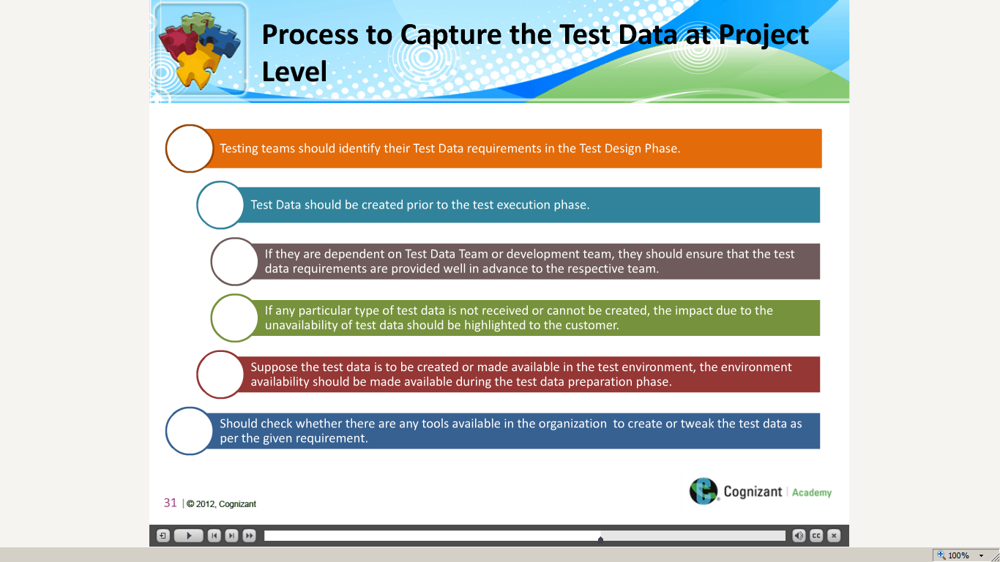 Process to Capture the Test Data at Project
Level
Testing teams should identify their Test Data requirements in the Test Design Phase.
Test Data should be created prior to the test execution phase.
If they are dependent on Test Data Team or development team, they should ensure that the test
data requirements are provided well in advance to the respective team.
If any particular type of test data is not received or cannot be created, the impact due to the
unavailability of test data should be highlighted to the customer.
Suppose the test data is to be created or made available in the test environment, the environment
availability should be made available during the test data preparation phase.
Should check whether there are any tools available in the organization  to create or tweak the test data as
per the given requirement.
Cognizant | Academy
31 | © 2012, Cognizant
CC
100%